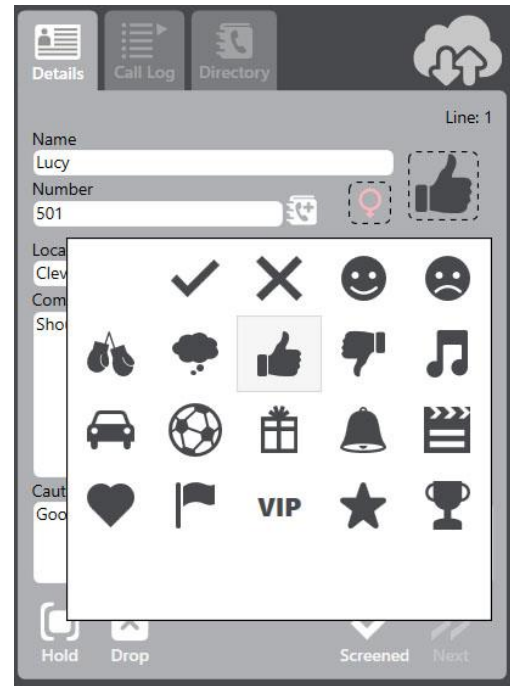 Details
Call Log
Directory
Line: 1
Name
Lucy
Number
501
VIP
Hold
Drop
Screened
Next